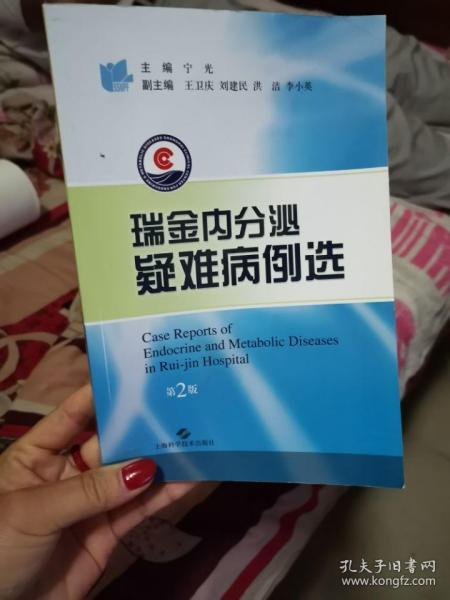 主编 宁光
副主编 王卫庆 刘建民 洪洁 李小英
瑞金内分泌
疑难病例选
Case Reports of
Endocrine and Metabolic Diseases
in Rui-jin Hospital
第2版
上海科学技术出版社
孔夫子旧书网
www.kongfz.com